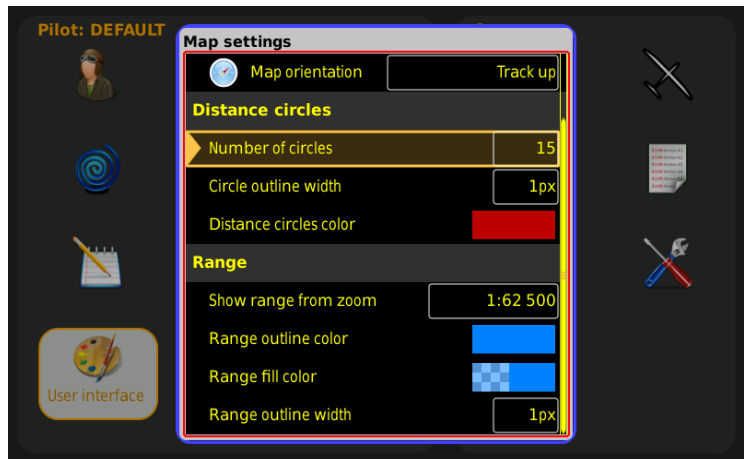 Pilot: DEFAULT
Map settings
Map orientation Track up
Distance circles
Number of circles 15
Circle outline width 1px
Distance circles color
Range
Show range from zoom 1:62 500
Range outline color
Range fill color
Range outline width 1px
User interface